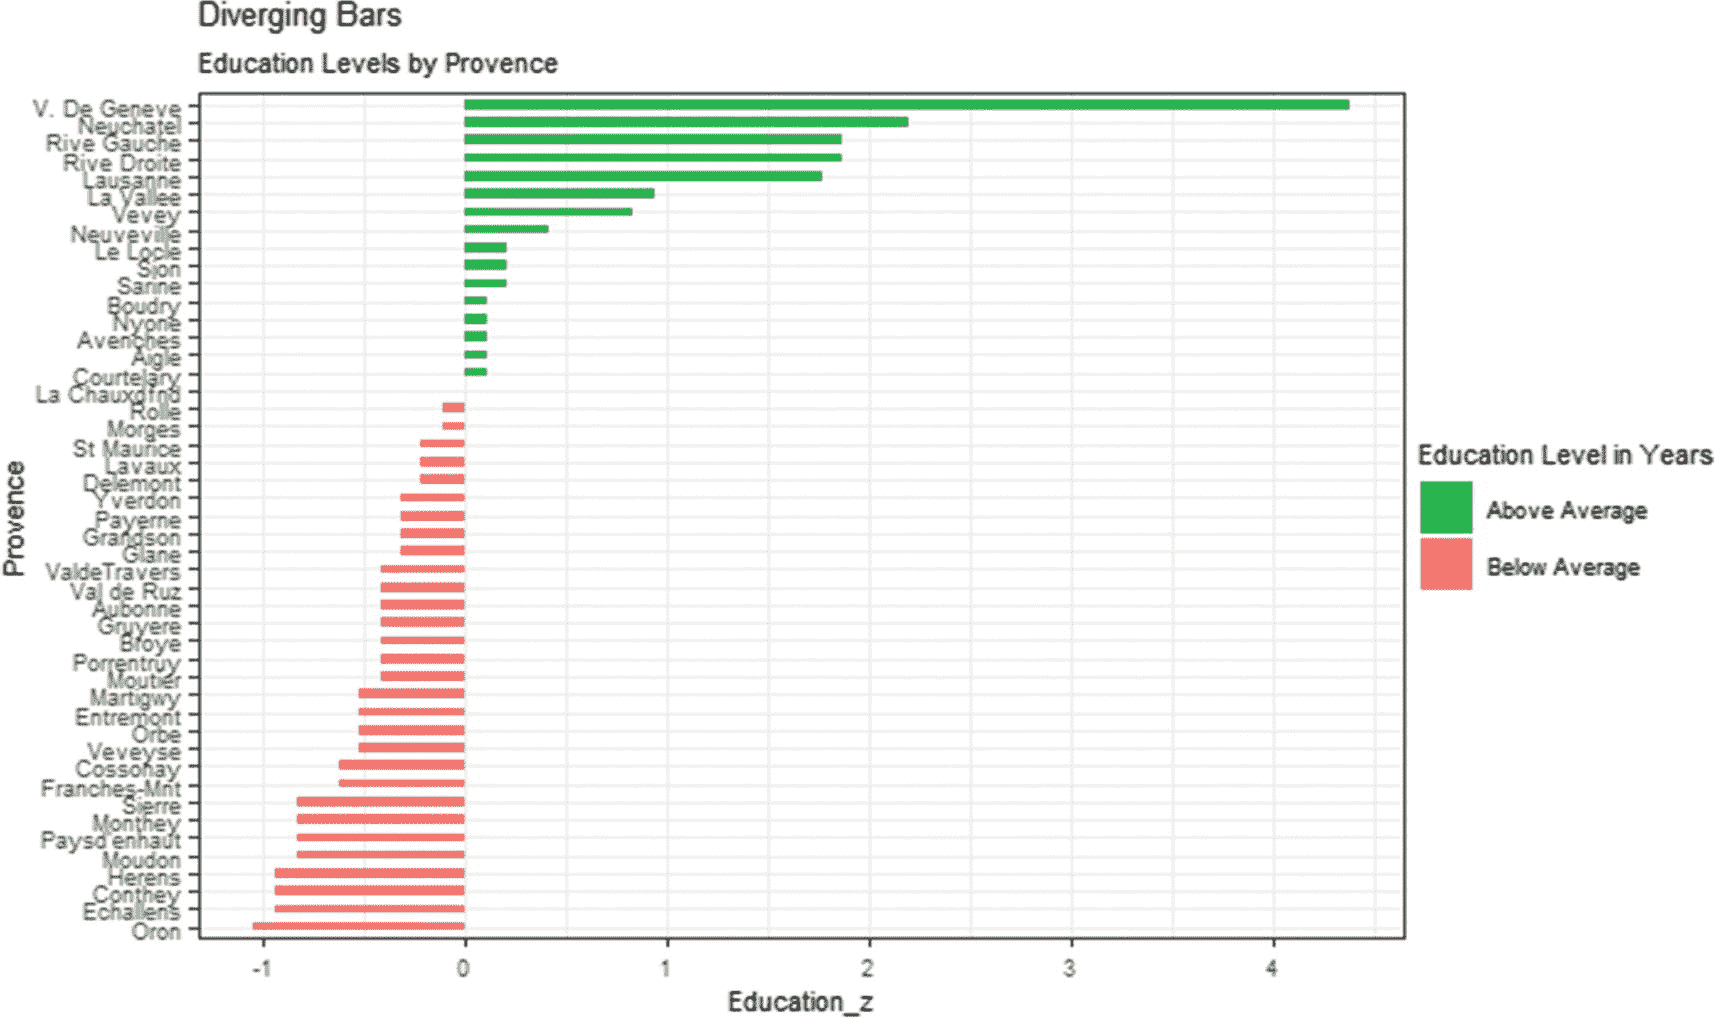 Diverging Bars
Education Levels by Provence
V. De Geneve
Neuchatel
Rive Gauche
Rive Droite
Lausanne
La Vallee
Vevey
Neuveville
Le Locle
Sion
Sarine
Boudry
Nyone
Avenches
Aigle
Courtelary
La Chauxdfnd
Rolle
Morges
St Maurice
Lavaux
Delemont
Yverdon
Payerne
Grandson
Glane
ValdeTravers
Val de Ruz
Aubonne
Gruyere
Broye
Porrentruy
Moutier
Martigwy
Entremont
Orbe
Veveyse
Cossonay
Franches-Mnt
Sierre
Monthey
Paysd'enhaut
Moudon
Herens
Conthey
Echallens
Oron
Provence
-1 0 1 2 3 4
Education_z
Education Level in Years
Above Average
Below Average